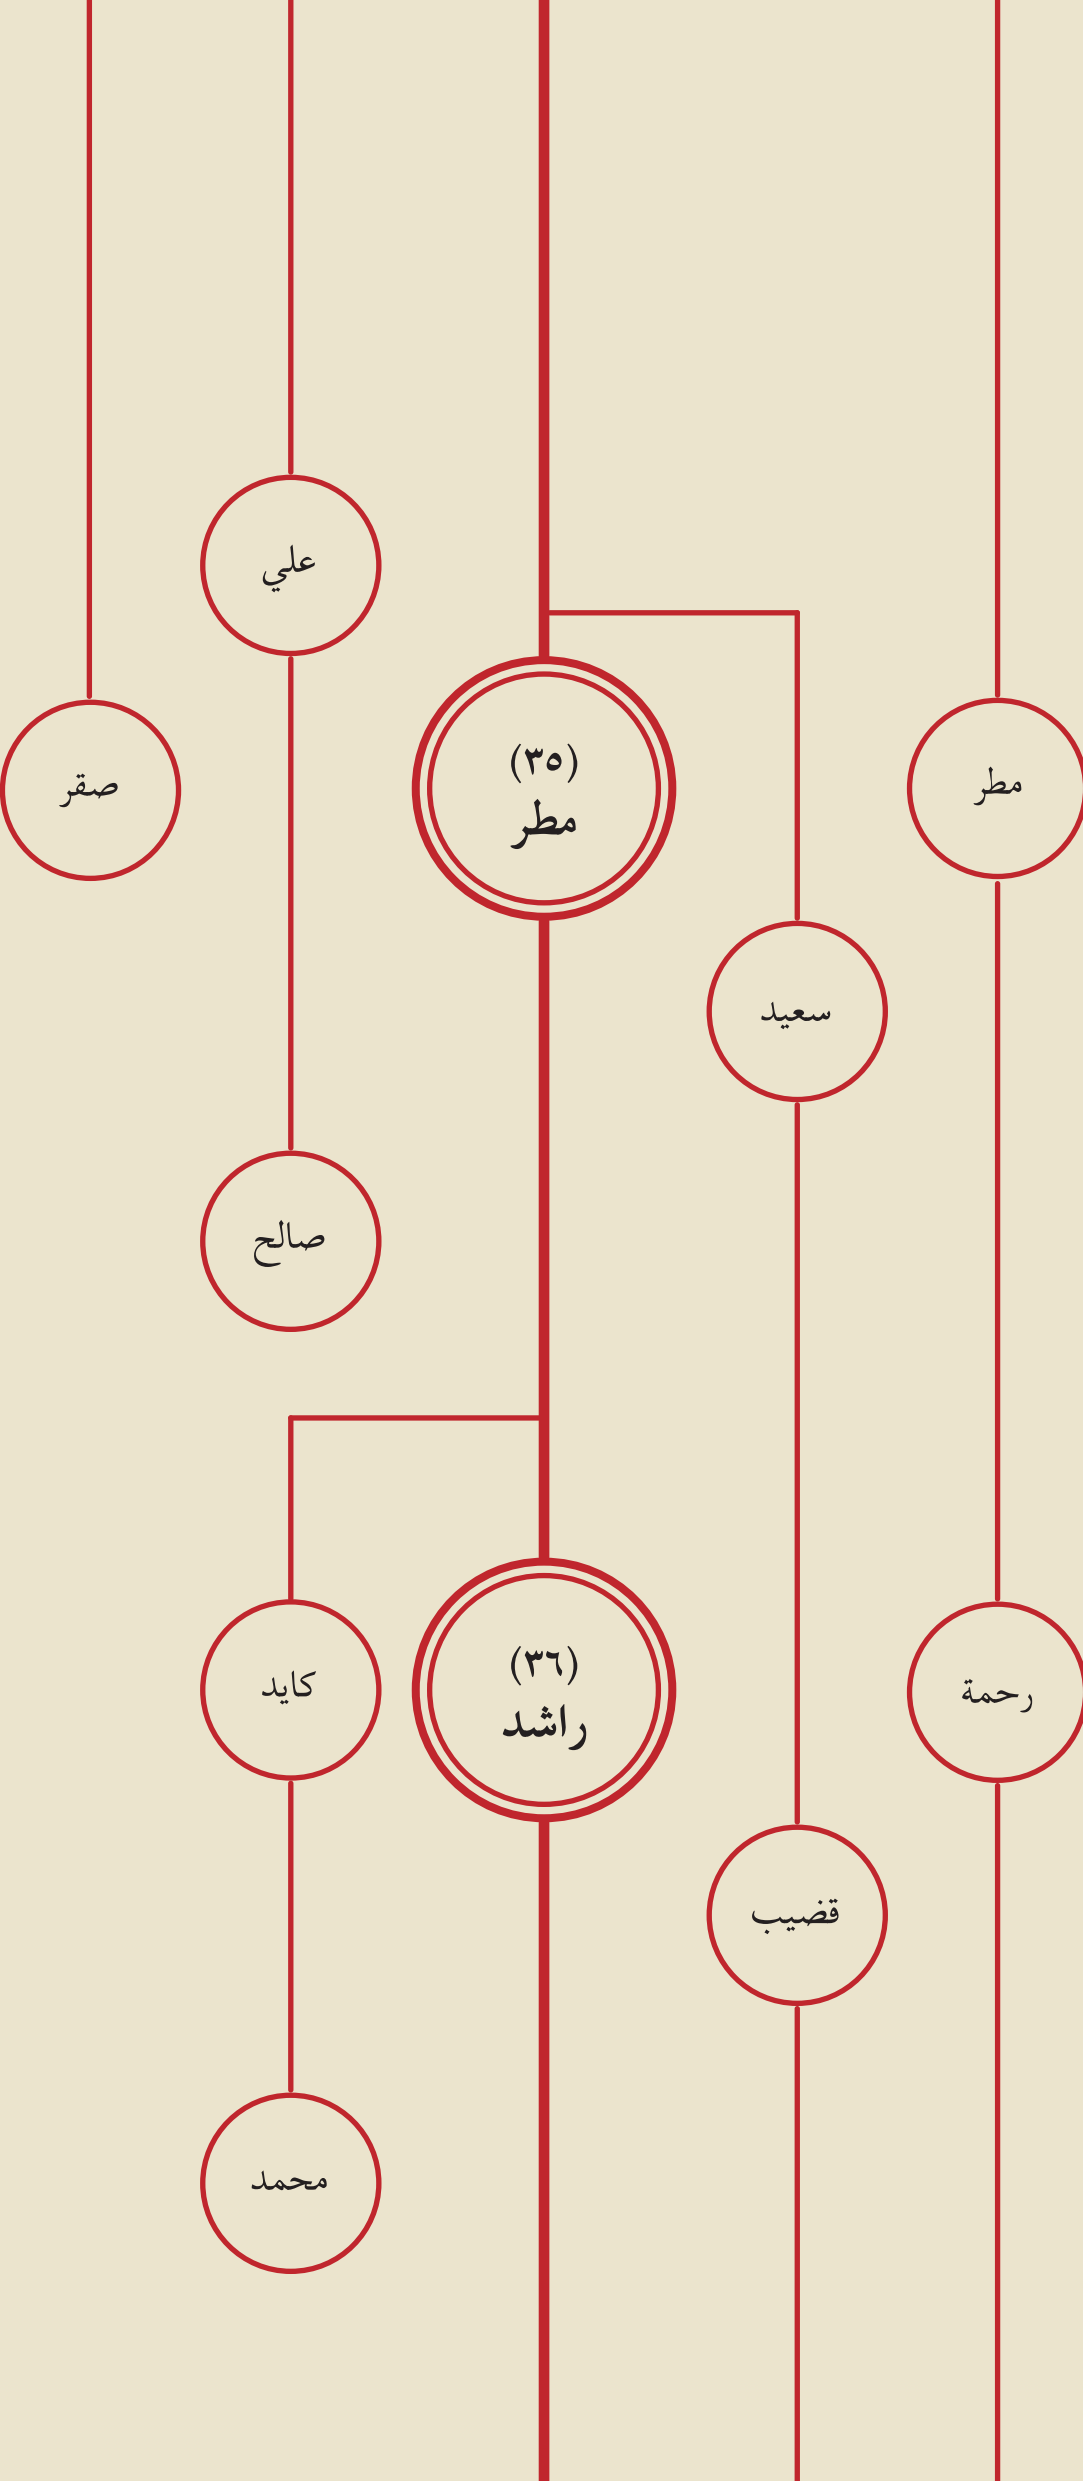 علي
(٣٥)
مطر
مطر
صقر
سعيد
صالح
(٣٦)
راشد
رحمة
كايد
قضيب
محمد